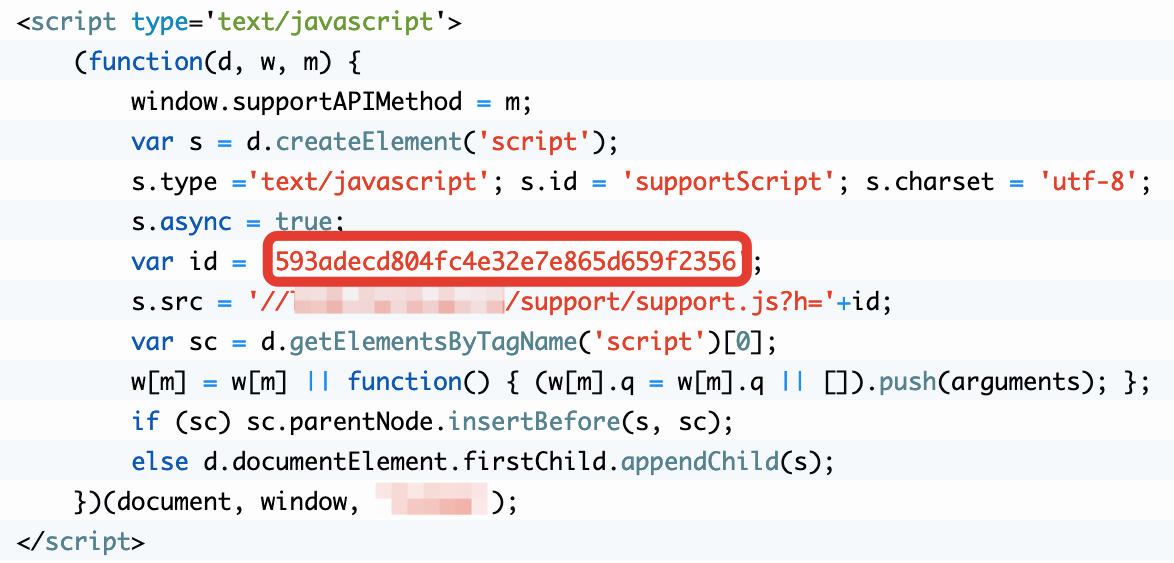 <script type='text/javascript'>
(function(d, w, m) {
window.supportAPIMethod = m;
var s = d.createElement('script');
s.type ='text/javascript'; s.id = 'supportScript'; s.charset = 'utf-8';
s.async = true;
var id = 593adecd804fc4e32e7e865d659f2356 ;
s.src = '// /support/support.js?h='+id;
var sc = d.getElementsByTagName('script')[0];
w[m] = w[m] || function() { (w[m].q = w[m].q || []).push(arguments); };
if (sc) sc.parentNode.insertBefore(s, sc);
else d.documentElement.firstChild.appendChild(s);
})(document, window, );
</script>